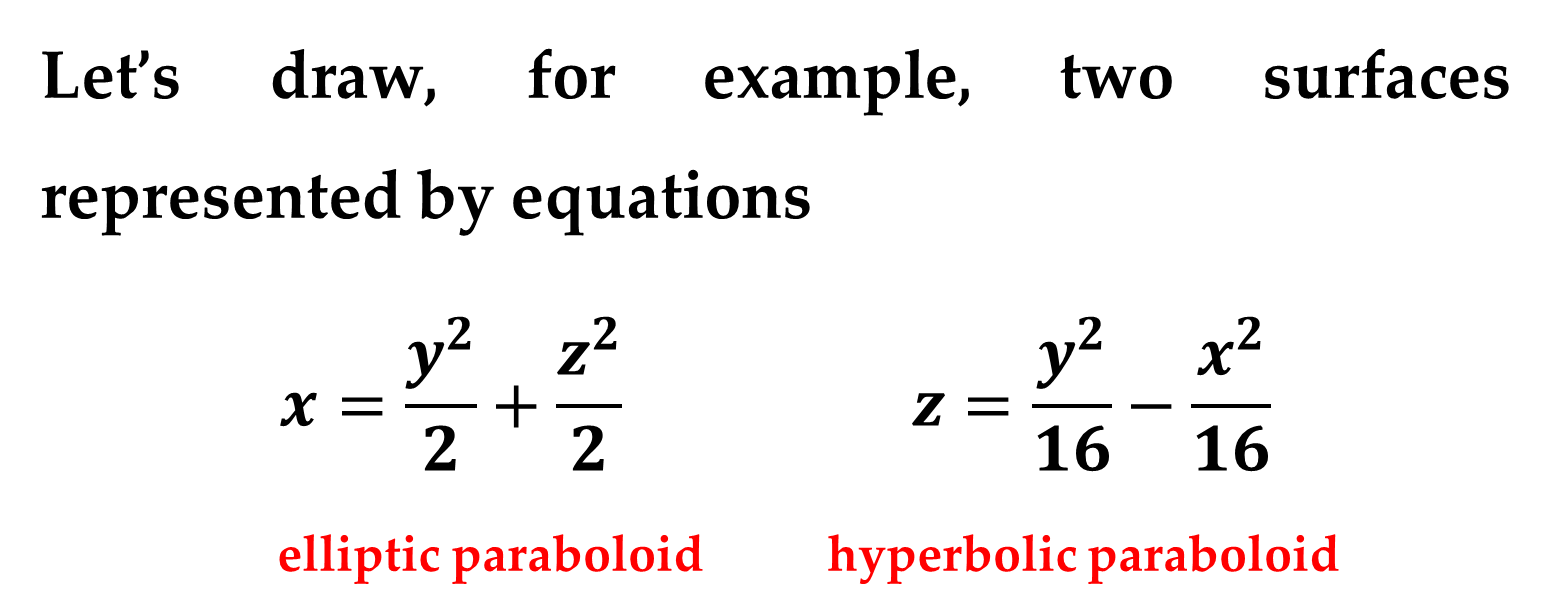 Let's draw, for example, two surfaces
represented by equations
x = y²/2 + z²/2
z = y²/16 − x²/16
elliptic paraboloid
hyperbolic paraboloid